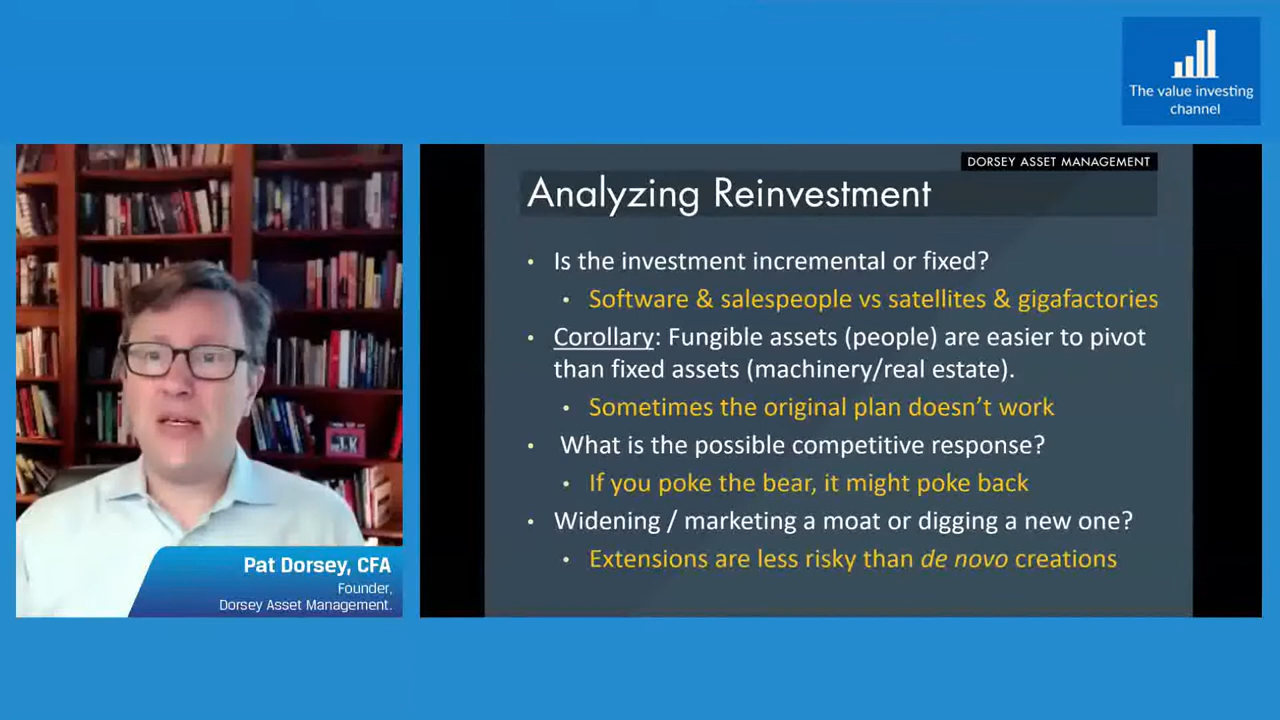 The value investing
channel
DORSEY ASSET MANAGEMENT
Analyzing Reinvestment
• Is the investment incremental or fixed?
• Software & salespeople vs satellites & gigafactories
• Corollary: Fungible assets (people) are easier to pivot
than fixed assets (machinery/real estate).
• Sometimes the original plan doesn’t work
• What is the possible competitive response?
• If you poke the bear, it might poke back
• Widening / marketing a moat or digging a new one?
• Extensions are less risky than de novo creations
Pat Dorsey, CFA
Founder,
Dorsey Asset Management.